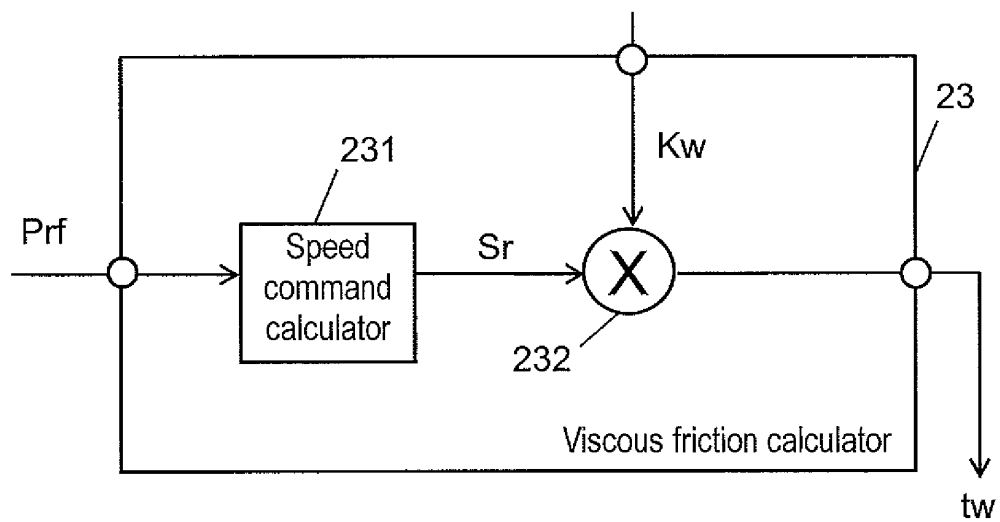 23
Kw
231
Prf
Speed
command
calculator
Sr
X
232
Viscous friction calculator
tw